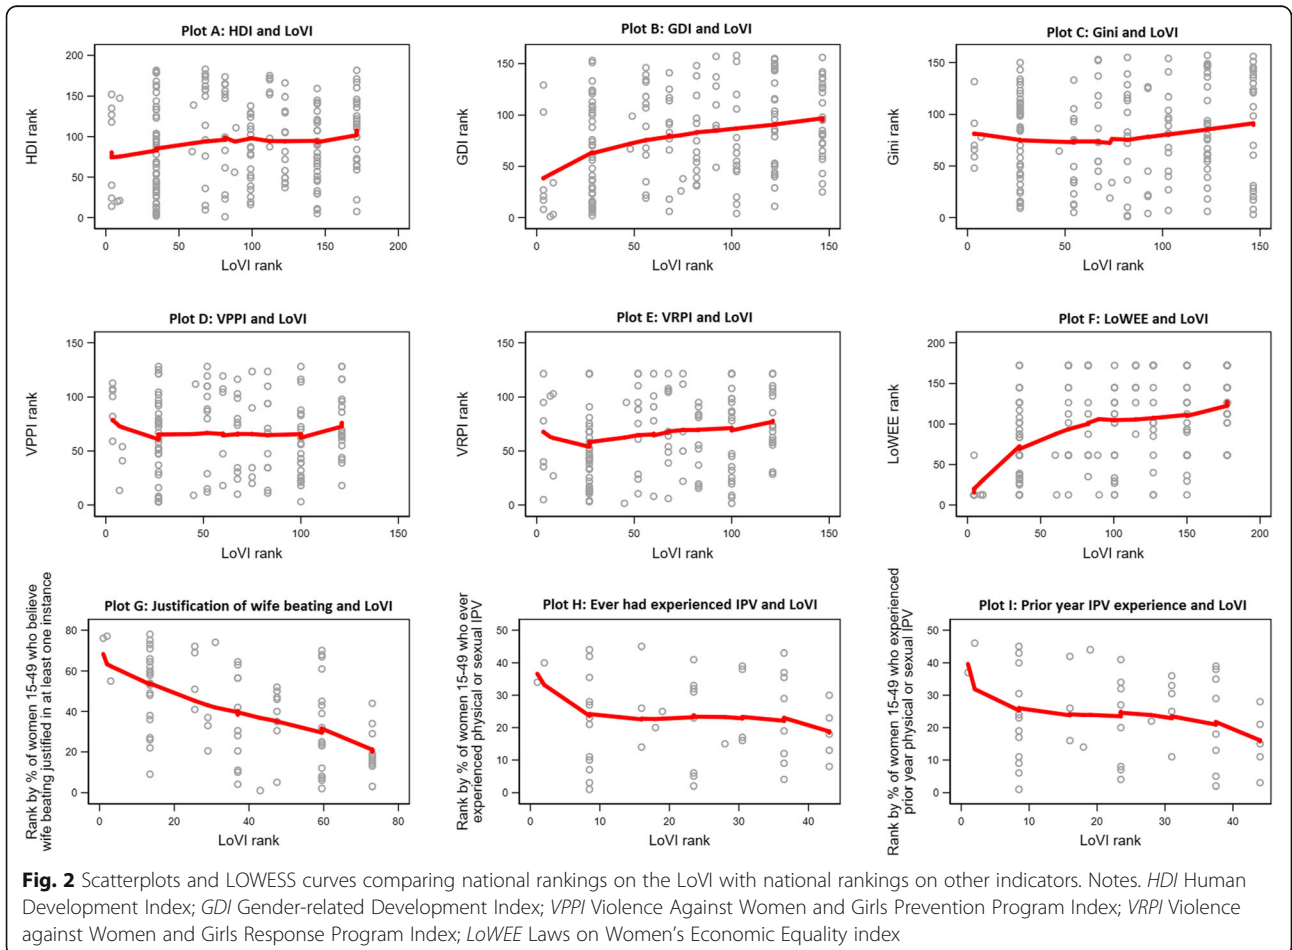 Plot A: HDI and LoVI
HDI rank
200
150
100
50
0
0 50 100 150 200
LoVI rank
Plot B: GDI and LoVI
GDI rank
150
100
50
0
0 50 100 150
LoVI rank
Plot C: Gini and LoVI
Gini rank
150
100
50
0
0 50 100 150
LoVI rank
Plot D: VPPI and LoVI
VPPI rank
150
100
50
0
0 50 100 150
LoVI rank
Plot E: VRPI and LoVI
VRPI rank
150
100
50
0
0 50 100 150
LoVI rank
Plot F: LoWEE and LoVI
LoWEE rank
200
150
100
50
0
0 50 100 150 200
LoVI rank
Plot G: Justification of wife beating and LoVI
Rank by % of women 15-49 who believe
wife beating justified in at least one instance
80
60
40
20
0
0 20 40 60 80
LoVI rank
Plot H: Ever had experienced IPV and LoVI
Rank by % of women 15-49 who ever
experienced physical or sexual IPV
50
40
30
20
10
0
0 10 20 30 40
LoVI rank
Plot I: Prior year IPV experience and LoVI
Rank by % of women 15-49 who experienced
prior year physical or sexual IPV
50
40
30
20
10
0
0 10 20 30 40
LoVI rank
Fig. 2 Scatterplots and LOWESS curves comparing national rankings on the LoVI with national rankings on other indicators. Notes. HDI Human
Development Index; GDI Gender-related Development Index; VPPI Violence Against Women and Girls Prevention Program Index; VRPI Violence
against Women and Girls Response Program Index; LoWEE Laws on Women's Economic Equality index